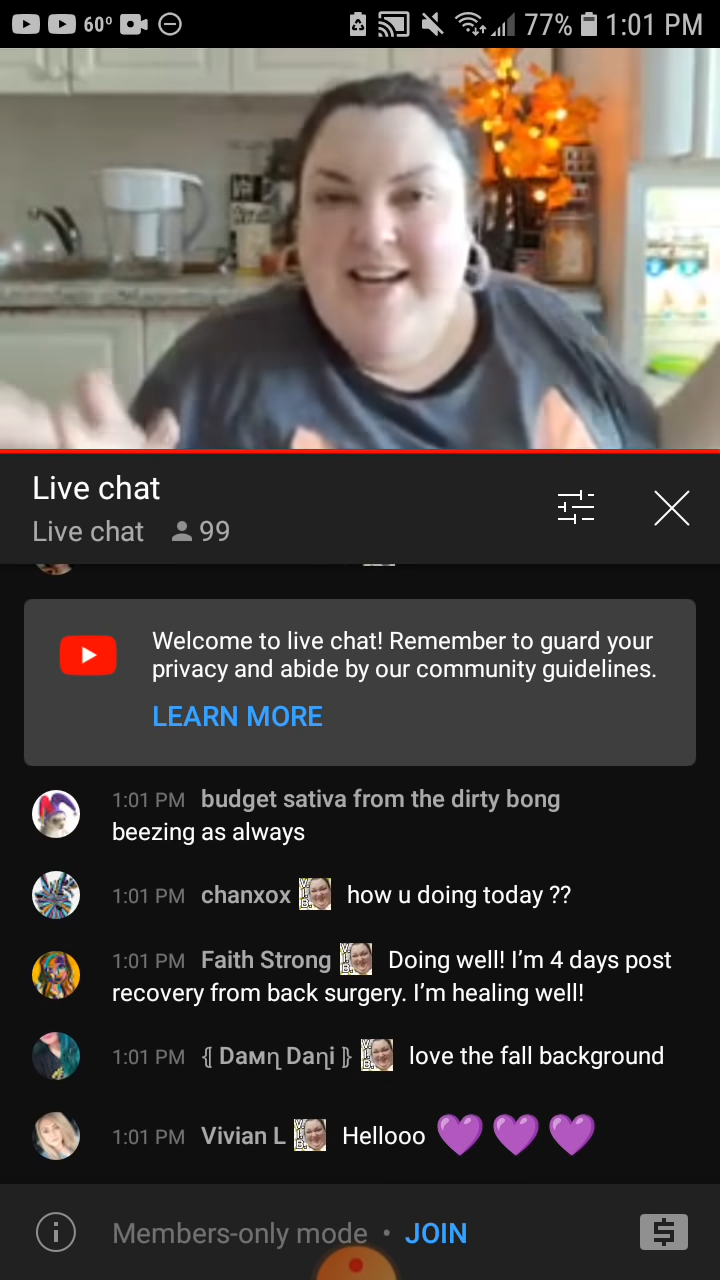 60°
77%
1:01 PM
Live chat
Live chat 99
Welcome to live chat! Remember to guard your
privacy and abide by our community guidelines.
LEARN MORE
1:01 PM budget sativa from the dirty bong
beezing as always
1:01 PM chanxox how u doing today ??
1:01 PM Faith Strong Doing well! I’m 4 days post
recovery from back surgery. I’m healing well!
1:01 PM ⦃ Daмղ Daղi ⦄ love the fall background
1:01 PM Vivian L Hellooo 💜 💜 💜
Members-only mode • JOIN
$